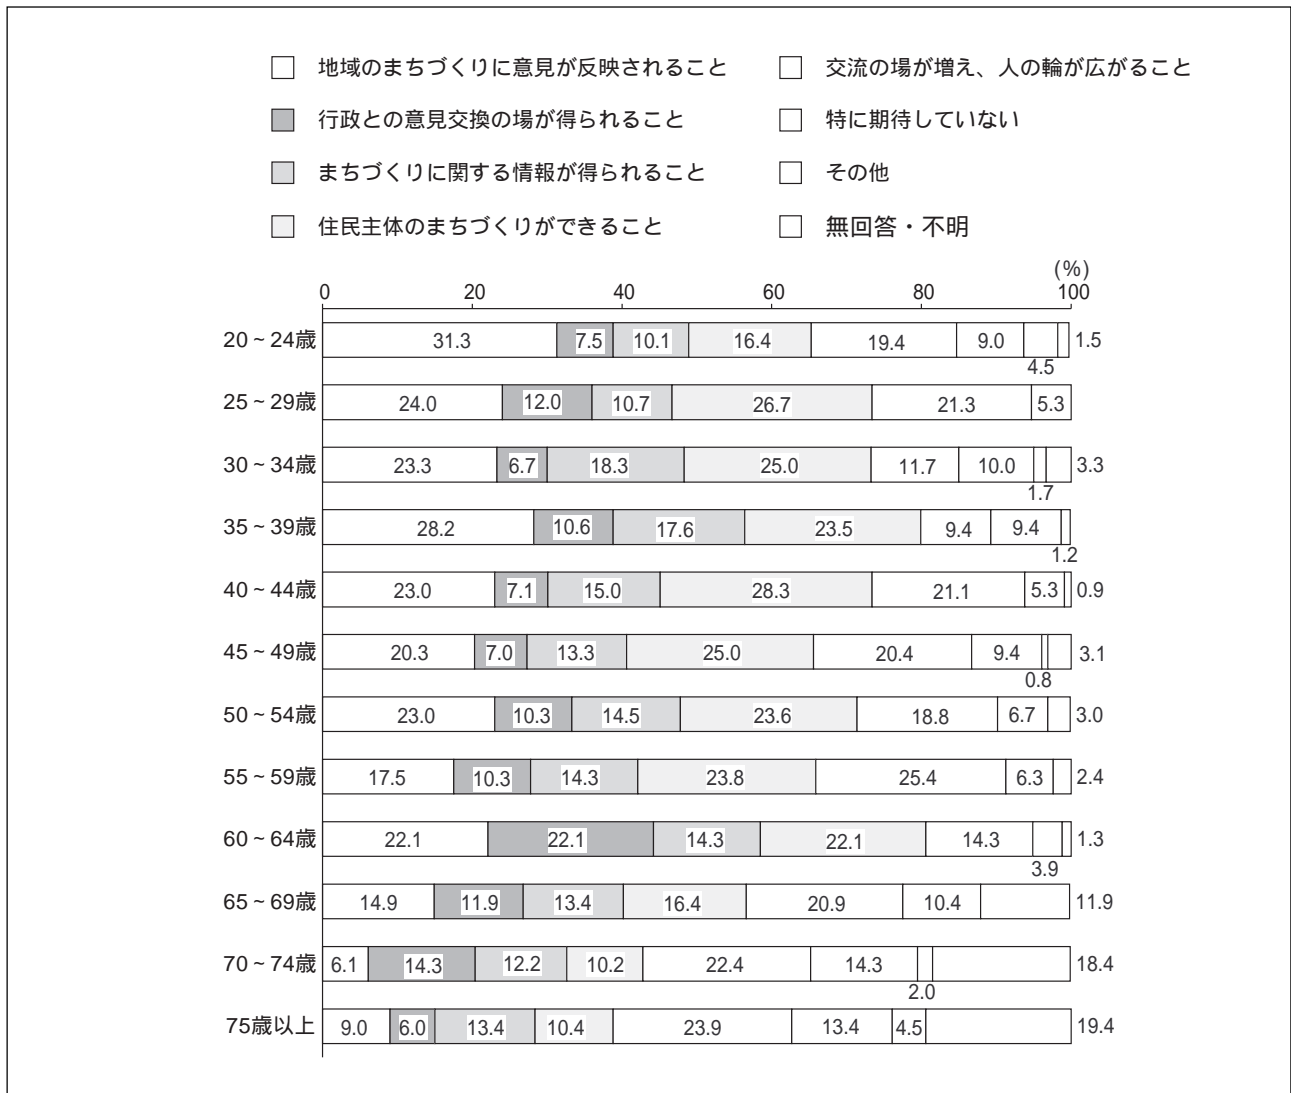 地域のまちづくりに意見が反映されること
行政との意見交換の場が得られること
まちづくりに関する情報が得られること
住民主体のまちづくりができること
交流の場が増え、人の輪が広がること
特に期待していない
その他
無回答・不明
(%)
0 20 40 60 80 100
20~24歳 31.3 7.5 10.1 16.4 19.4 9.0 4.5 1.5
25~29歳 24.0 12.0 10.7 26.7 21.3 5.3
30~34歳 23.3 6.7 18.3 25.0 11.7 10.0 1.7 3.3
35~39歳 28.2 10.6 17.6 23.5 9.4 9.4 1.2
40~44歳 23.0 7.1 15.0 28.3 21.1 5.3 0.9
45~49歳 20.3 7.0 13.3 25.0 20.4 9.4 0.8 3.1
50~54歳 23.0 10.3 14.5 23.6 18.8 6.7 3.0
55~59歳 17.5 10.3 14.3 23.8 25.4 6.3 2.4
60~64歳 22.1 22.1 14.3 22.1 14.3 3.9 1.3
65~69歳 14.9 11.9 13.4 16.4 20.9 10.4 11.9
70~74歳 6.1 14.3 12.2 10.2 22.4 14.3 2.0 18.4
75歳以上 9.0 6.0 13.4 10.4 23.9 13.4 4.5 19.4